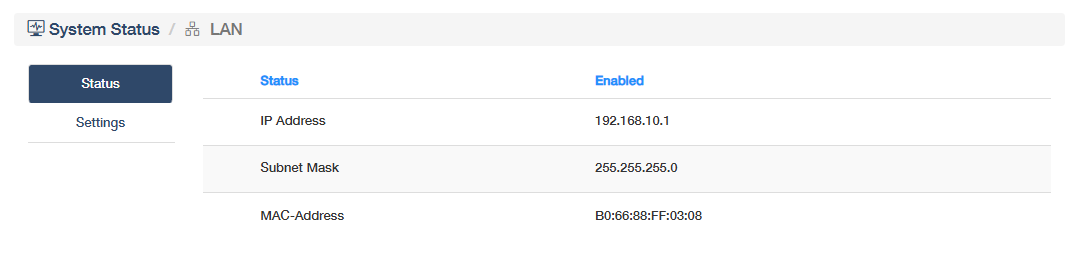 System Status / LAN
Status
Settings
Status Enabled
IP Address 192.168.10.1
Subnet Mask 255.255.255.0
MAC-Address B0:66:88:FF:03:08